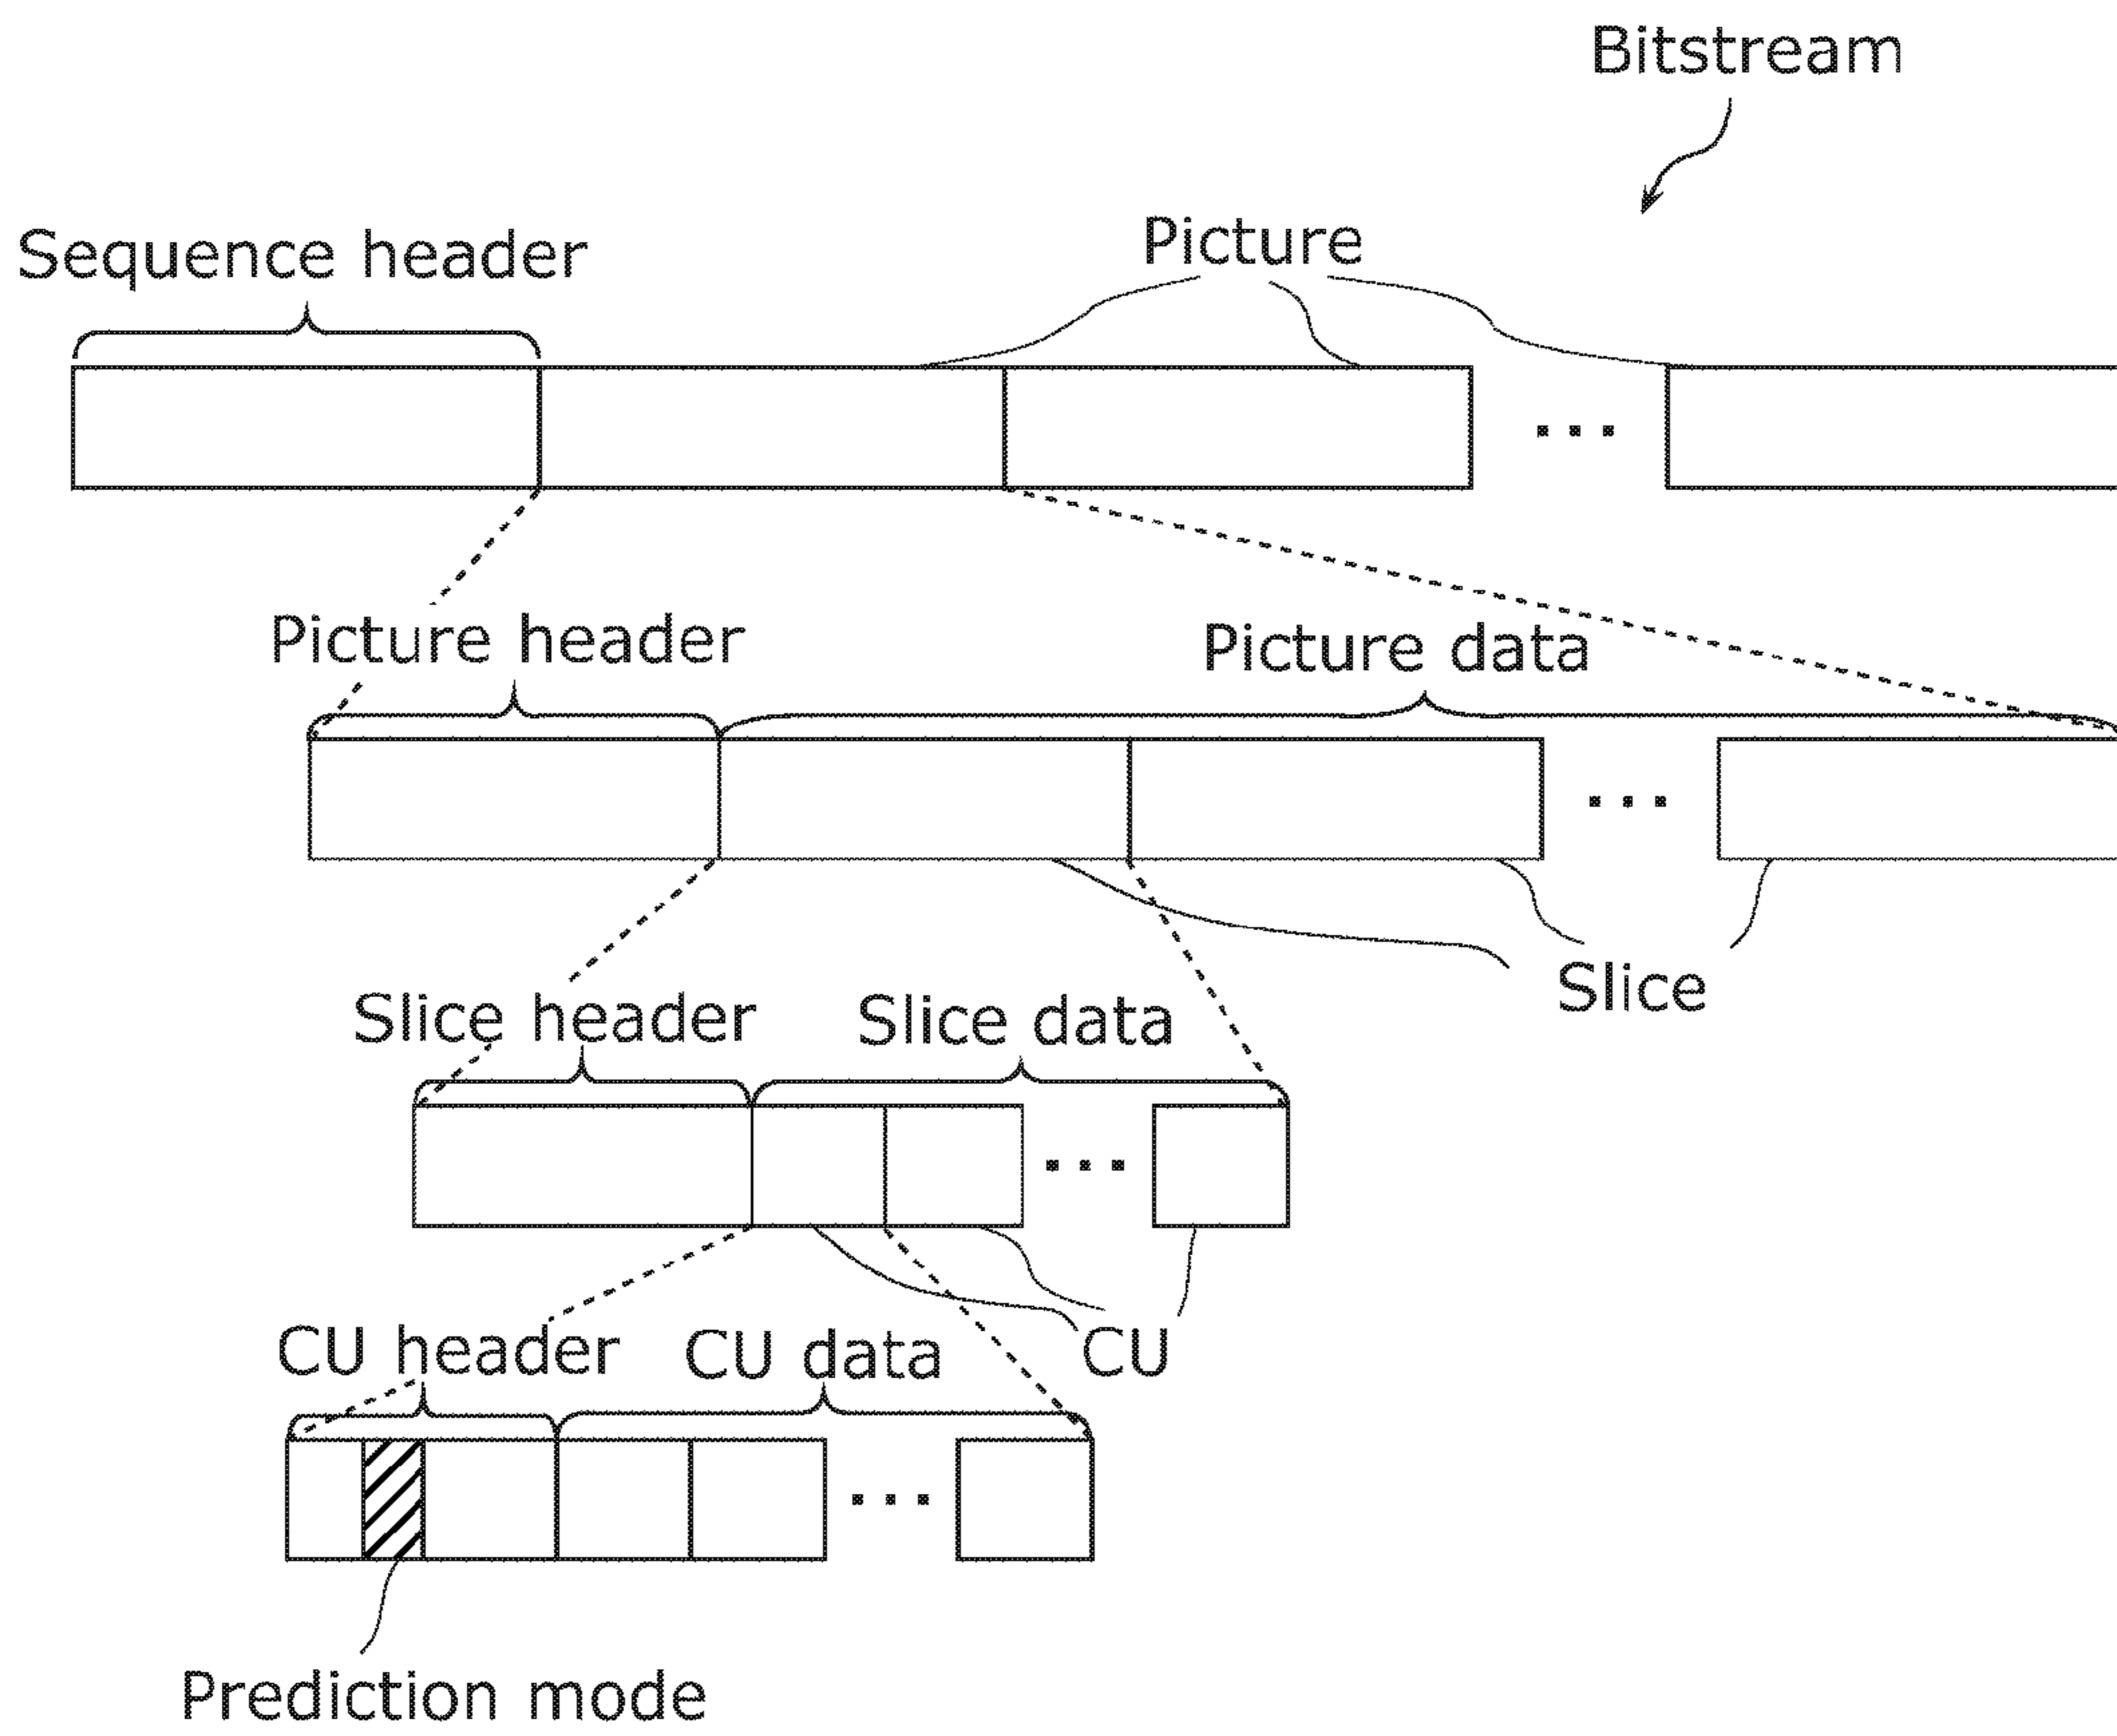 Bitstream
Sequence header
Picture
Picture header
Picture data
Slice
Slice header
Slice data
CU header
CU data
CU
Prediction mode